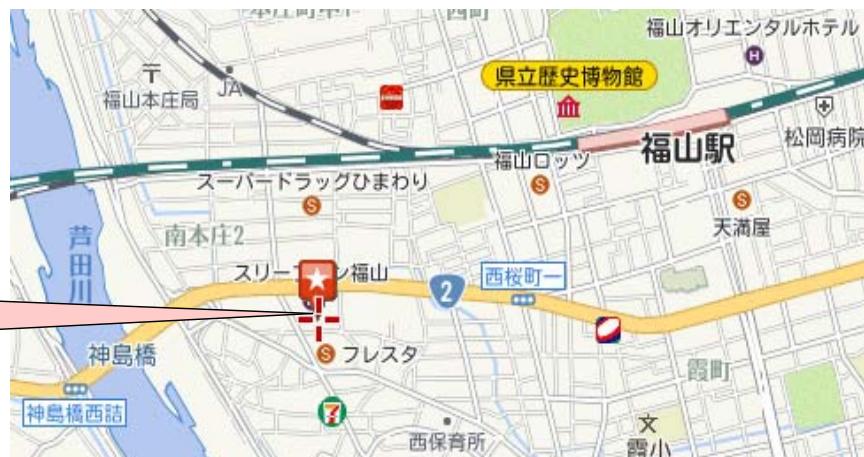 西町
福山オリエンタルホテル
H
〒
福山本庄局
JA
県立歴史博物館
福山駅
松岡病院
福山ロッツ
S
スーパードラッグひまわり
S
S
天満屋
南本庄2
芦田川
福山
2
西桜町一
神島橋
S フレスタ
霞町
神島橋西詰
7
西保育所
文
霞小